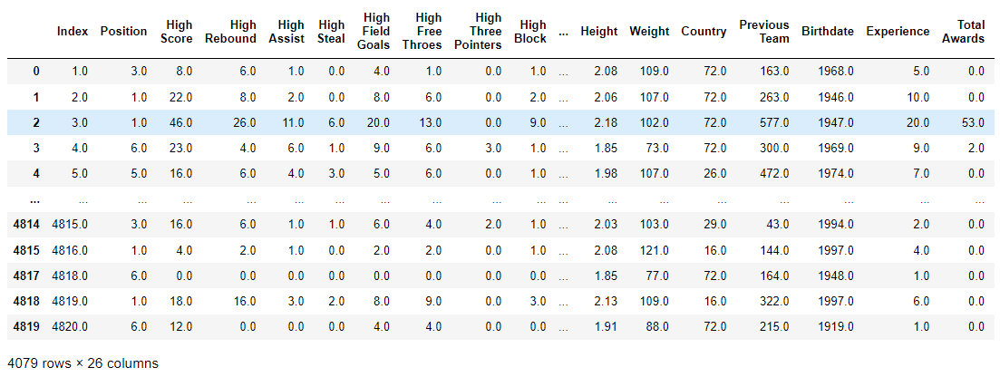 Index Position High Score High Rebound High Assist High Steal High Field Goals High Free Throes High Three Pointers High Block ... Height Weight Country Previous Team Birthdate Experience Total Awards
0 1.0 3.0 8.0 6.0 1.0 0.0 4.0 1.0 0.0 1.0 ... 2.08 109.0 72.0 163.0 1968.0 5.0 0.0
1 2.0 1.0 22.0 8.0 2.0 0.0 8.0 6.0 0.0 2.0 ... 2.06 107.0 72.0 263.0 1946.0 10.0 0.0
2 3.0 1.0 46.0 26.0 11.0 6.0 20.0 13.0 0.0 9.0 ... 2.18 102.0 72.0 577.0 1947.0 20.0 53.0
3 4.0 6.0 23.0 4.0 6.0 1.0 9.0 6.0 3.0 1.0 ... 1.85 73.0 72.0 300.0 1969.0 9.0 2.0
4 5.0 5.0 16.0 6.0 4.0 3.0 5.0 6.0 0.0 1.0 ... 1.98 107.0 26.0 472.0 1974.0 7.0 0.0
... ... ... ... ... ... ... ... ... ... ... ... ... ... ... ... ... ... ...
4814 4815.0 3.0 16.0 6.0 1.0 1.0 6.0 4.0 2.0 1.0 ... 2.03 103.0 29.0 43.0 1994.0 2.0 0.0
4815 4816.0 1.0 4.0 2.0 1.0 0.0 2.0 2.0 0.0 1.0 ... 2.08 121.0 16.0 144.0 1997.0 4.0 0.0
4817 4818.0 6.0 0.0 0.0 0.0 0.0 0.0 0.0 0.0 0.0 ... 1.85 77.0 72.0 164.0 1948.0 1.0 0.0
4818 4819.0 1.0 18.0 16.0 3.0 2.0 8.0 9.0 0.0 3.0 ... 2.13 109.0 16.0 322.0 1997.0 6.0 0.0
4819 4820.0 6.0 12.0 0.0 0.0 0.0 4.0 4.0 0.0 0.0 ... 1.91 88.0 72.0 215.0 1919.0 1.0 0.0
4079 rows × 26 columns